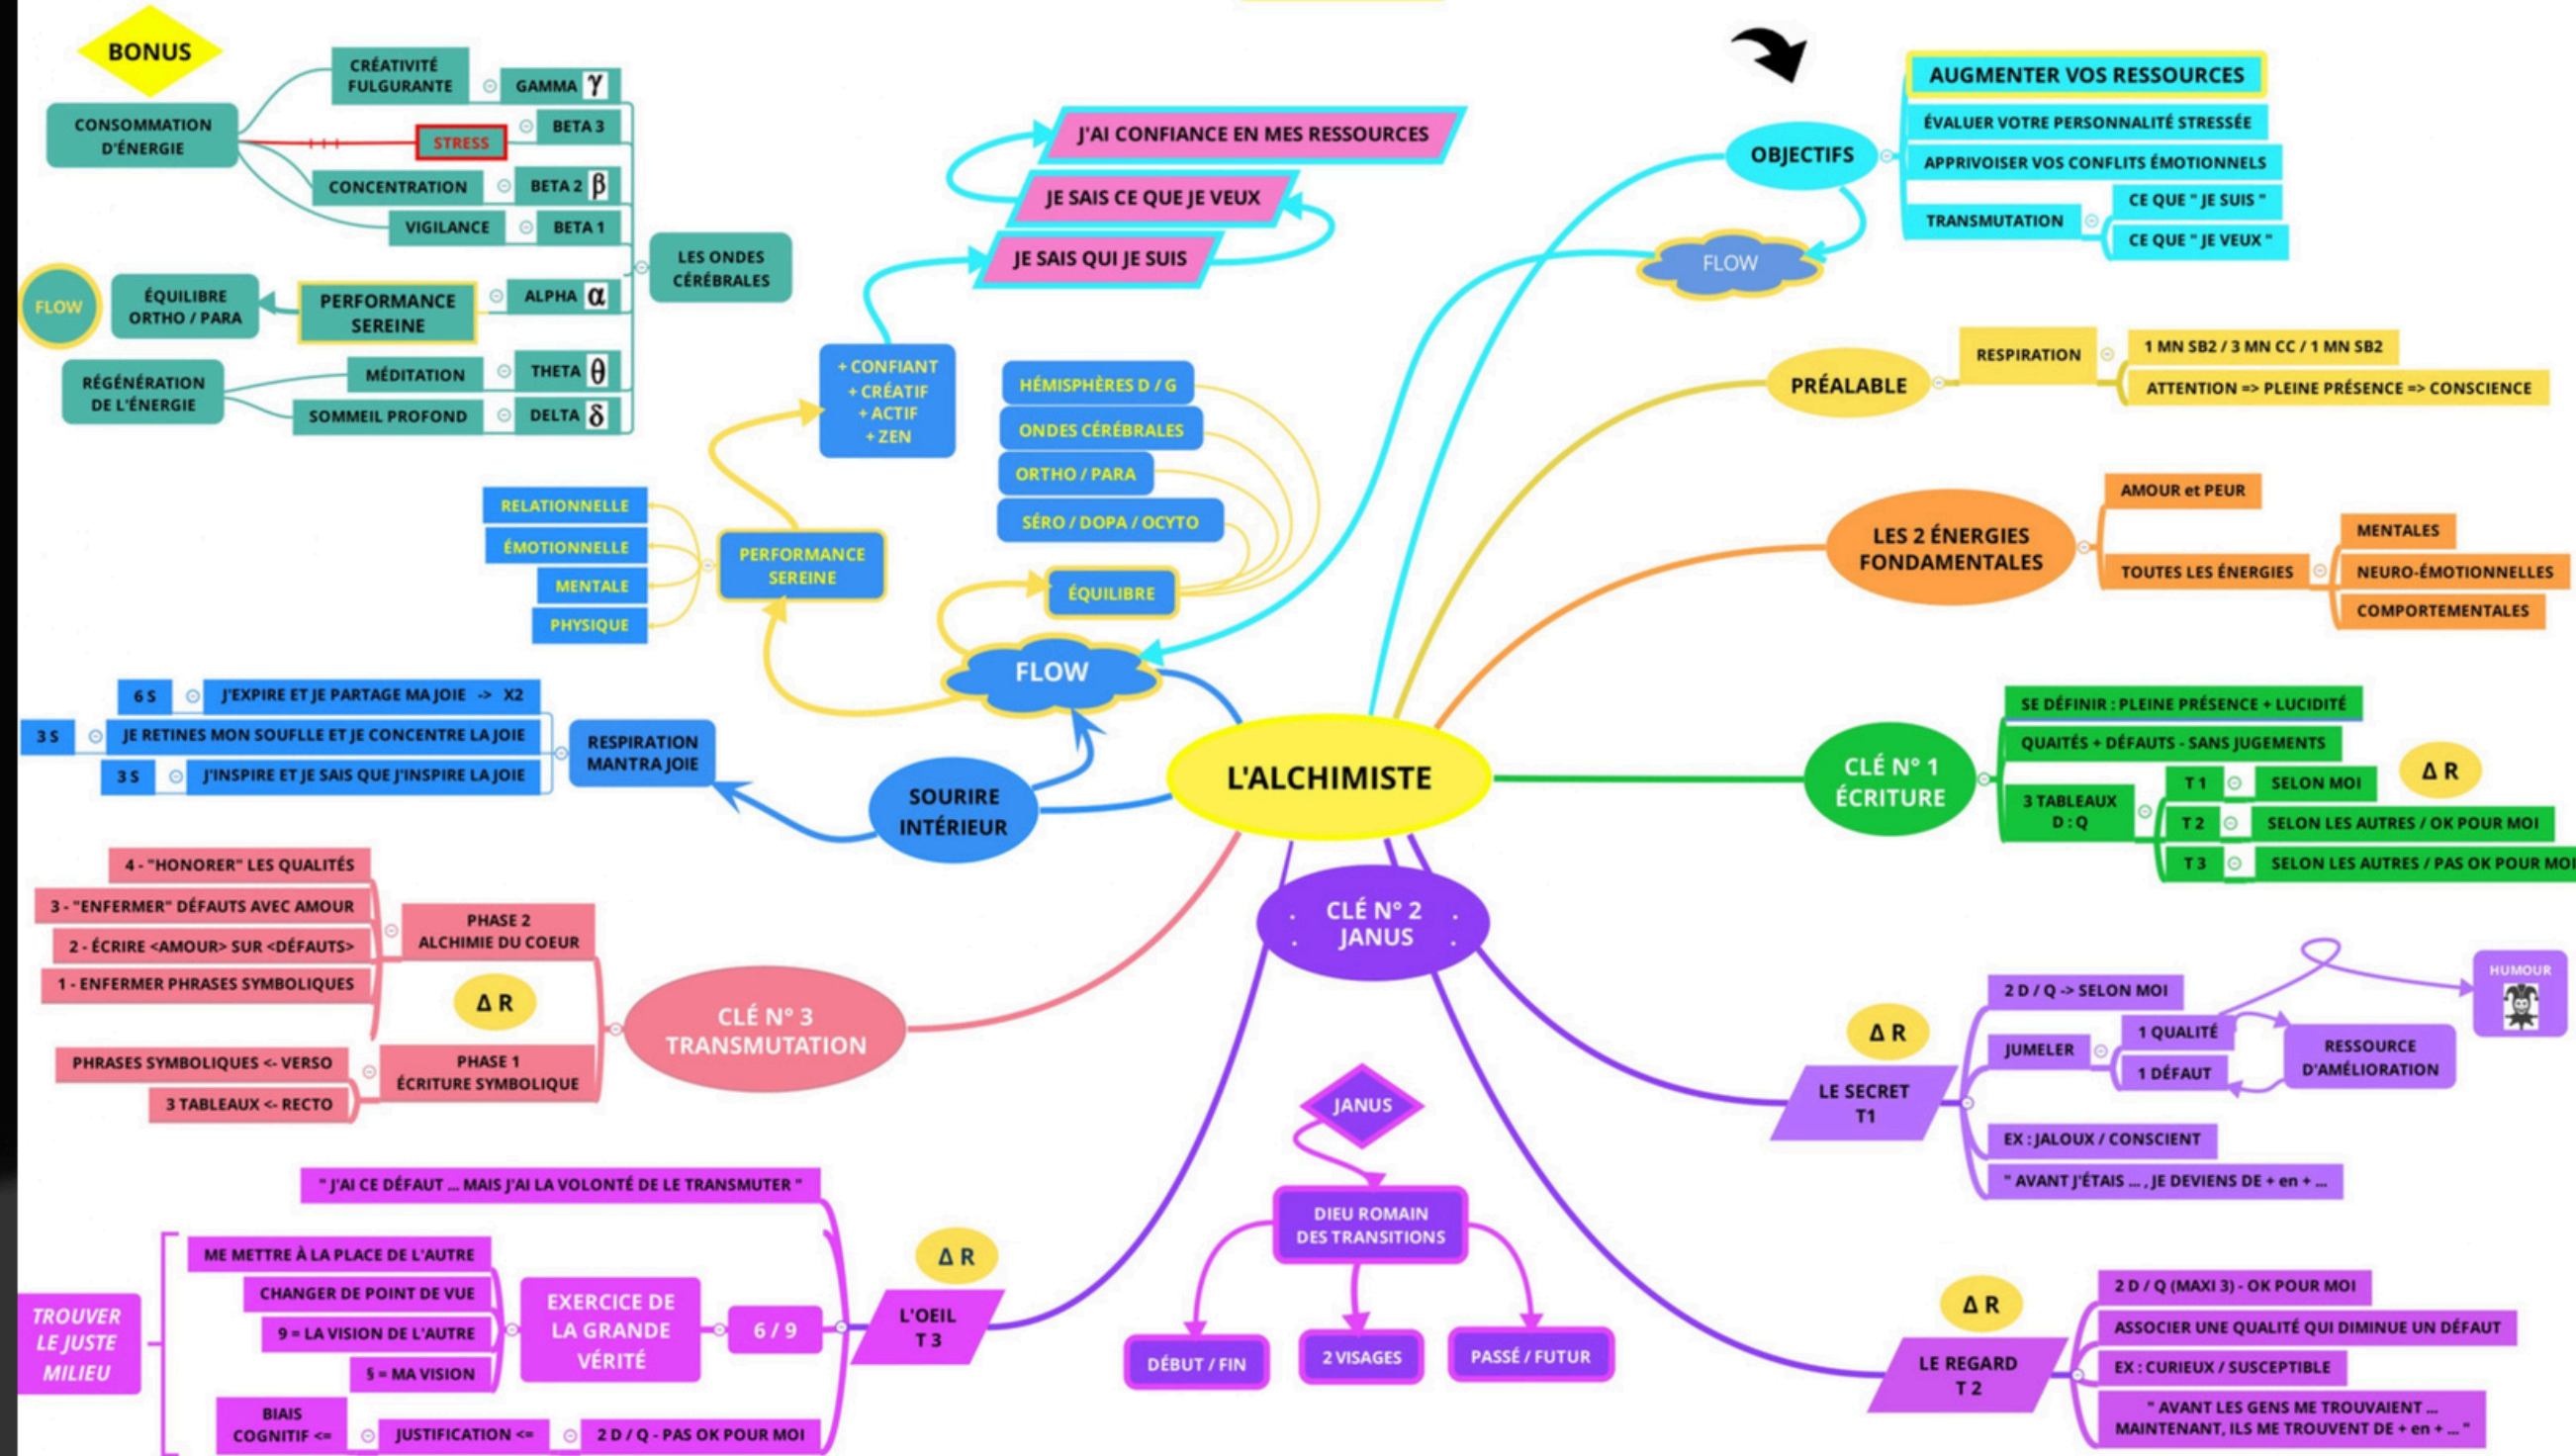 BONUS
CONSOMMATION
D'ÉNERGIE
CRÉATIVITÉ
FULGURANTE
GAMMA γ
STRESS
BETA 3
CONCENTRATION
BETA 2 β
VIGILANCE
BETA 1
LES ONDES
CÉRÉBRALES
FLOW
ÉQUILIBRE
ORTHO / PARA
PERFORMANCE
SEREINE
ALPHA α
RÉGÉNÉRATION
DE L'ÉNERGIE
MÉDITATION
THETA θ
SOMMEIL PROFOND
DELTA δ
J'AI CONFIANCE EN MES RESSOURCES
JE SAIS CE QUE JE VEUX
JE SAIS QUI JE SUIS
+ CONFIANT
+ CRÉATIF
+ ACTIF
+ ZEN
HÉMISPHÈRES D / G
ONDES CÉRÉBRALES
ORTHO / PARA
SÉRO / DOPA / OCYTO
ÉQUILIBRE
RELATIONNELLE
ÉMOTIONNELLE
MENTALE
PHYSIQUE
PERFORMANCE
SEREINE
FLOW
OBJECTIFS
AUGMENTER VOS RESSOURCES
ÉVALUER VOTRE PERSONNALITÉ STRESSÉE
APPRIVOISER VOS CONFLITS ÉMOTIONNELS
TRANSMUTATION
CE QUE " JE SUIS "
CE QUE " JE VEUX "
FLOW
PRÉALABLE
RESPIRATION
1 MN SB2 / 3 MN CC / 1 MN SB2
ATTENTION => PLEINE PRÉSENCE => CONSCIENCE
LES 2 ÉNERGIES
FONDAMENTALES
AMOUR et PEUR
TOUTES LES ÉNERGIES
MENTALES
NEURO-ÉMOTIONNELLES
COMPORTEMENTALES
6 S
J'EXPIRE ET JE PARTAGE MA JOIE -> X2
3 S
JE RETINES MON SOUFLLE ET JE CONCENTRE LA JOIE
3 S
J'INSPIRE ET JE SAIS QUE J'INSPIRE LA JOIE
RESPIRATION
MANTRA JOIE
SOURIRE
INTÉRIEUR
L'ALCHIMISTE
CLÉ N° 1
ÉCRITURE
SE DÉFINIR : PLEINE PRÉSENCE + LUCIDITÉ
QUAITÉS + DÉFAUTS - SANS JUGEMENTS
3 TABLEAUX
D : Q
T 1
SELON MOI
T 2
SELON LES AUTRES / OK POUR MOI
T 3
SELON LES AUTRES / PAS OK POUR MOI
Δ R
4 - "HONORER" LES QUALITÉS
3 - "ENFERMER" DÉFAUTS AVEC AMOUR
2 - ÉCRIRE <AMOUR> SUR <DÉFAUTS>
1 - ENFERMER PHRASES SYMBOLIQUES
PHASE 2
ALCHIMIE DU COEUR
Δ R
PHRASES SYMBOLIQUES <- VERSO
3 TABLEAUX <- RECTO
PHASE 1
ÉCRITURE SYMBOLIQUE
CLÉ N° 3
TRANSMUTATION
. CLÉ N° 2 .
. JANUS .
JANUS
DIEU ROMAIN
DES TRANSITIONS
DÉBUT / FIN
2 VISAGES
PASSÉ / FUTUR
Δ R
LE SECRET
T1
2 D / Q -> SELON MOI
JUMELER
1 QUALITÉ
1 DÉFAUT
RESSOURCE
D'AMÉLIORATION
HUMOUR
EX : JALOUX / CONSCIENT
" AVANT J'ÉTAIS ... , JE DEVIENS DE + en + ...
Δ R
LE REGARD
T 2
2 D / Q (MAXI 3) - OK POUR MOI
ASSOCIER UNE QUALITÉ QUI DIMINUE UN DÉFAUT
EX : CURIEUX / SUSCEPTIBLE
" AVANT LES GENS ME TROUVAIENT ...
MAINTENANT, ILS ME TROUVENT DE + en + ... "
" J'AI CE DÉFAUT ... MAIS J'AI LA VOLONTÉ DE LE TRANSMUTER "
Δ R
L'OEIL
T 3
6 / 9
EXERCICE DE
LA GRANDE
VÉRITÉ
ME METTRE À LA PLACE DE L'AUTRE
CHANGER DE POINT DE VUE
9 = LA VISION DE L'AUTRE
§ = MA VISION
TROUVER
LE JUSTE
MILIEU
BIAIS
COGNITIF <=
JUSTIFICATION <=
2 D / Q - PAS OK POUR MOI